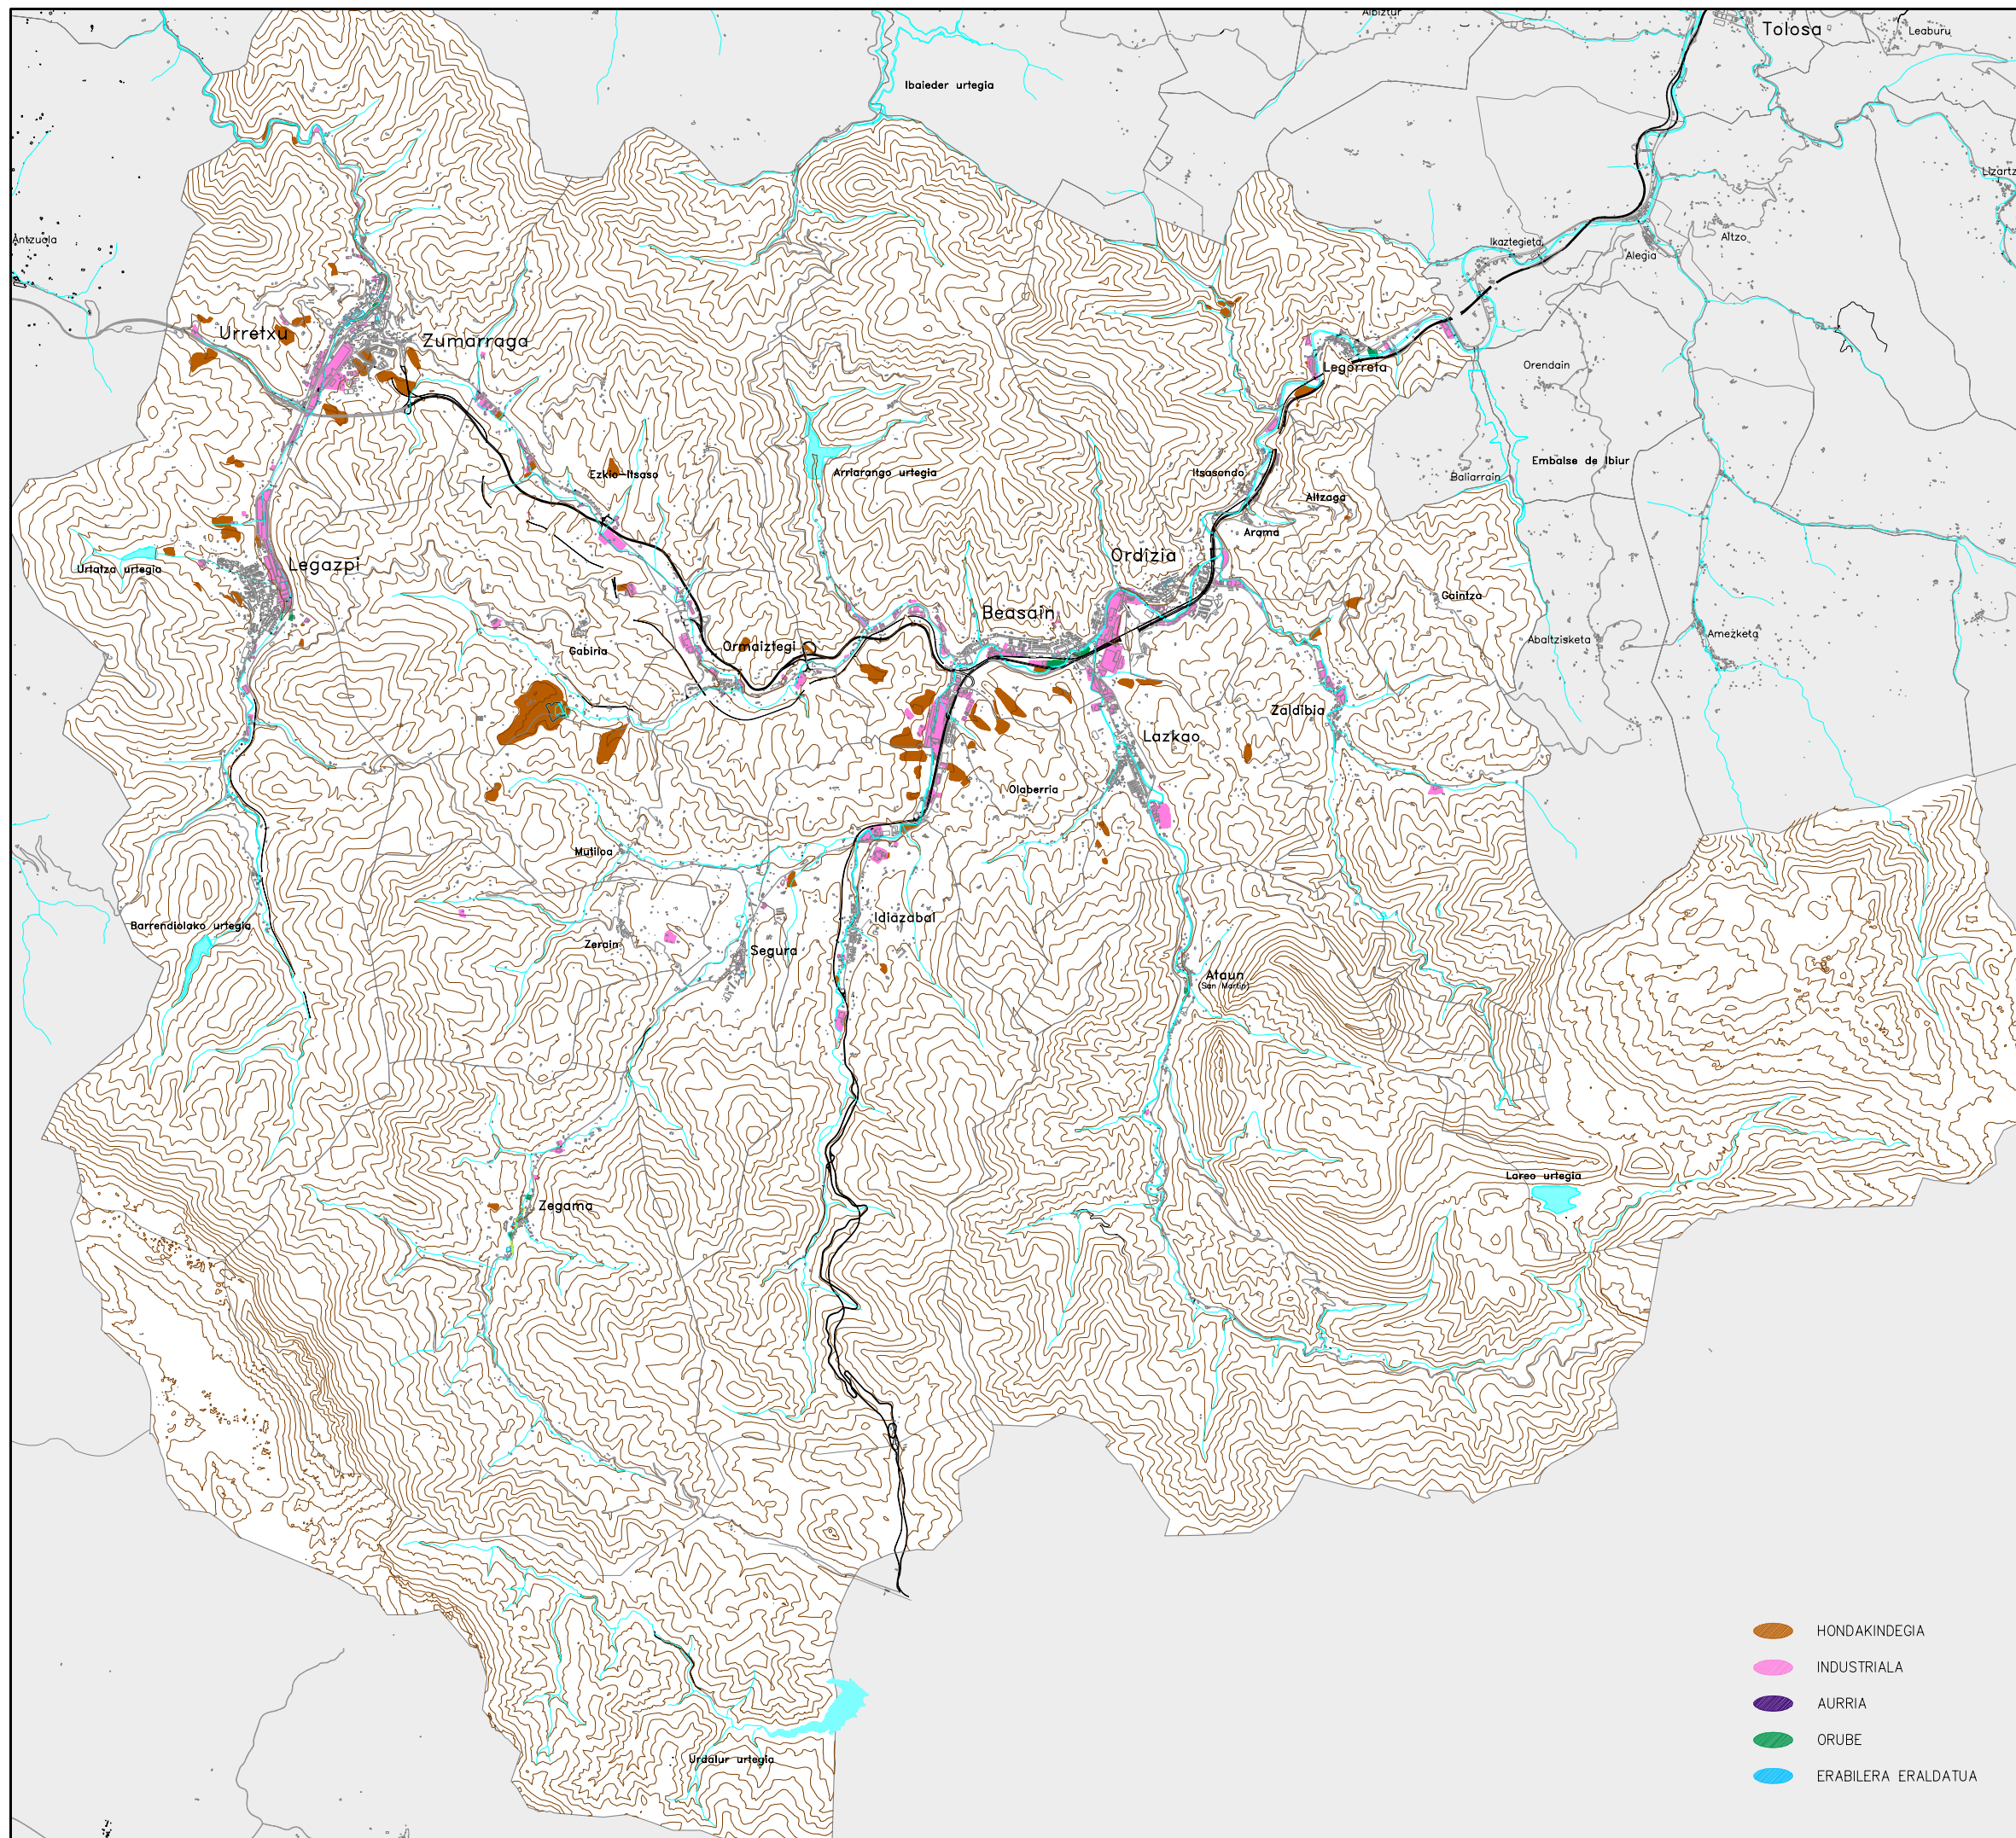 Albiztur
Tolosa
Leaburu
Ibaieder urtegia
Antzuola
Altzo
Ikaztegieta
Alegia
Urretxu
Zumarraga
Legorreta
Orendain
Ezkio-Itsaso
Arriarango urtegia
Itsasondo
Altzaga
Baliarrain
Embalse de Ibiur
Arama
Urtatza urtegia
Legazpi
Ordizia
Beasain
Gaintza
Abaltzisketa
Amezketa
Gabiria
Ormaiztegi
Zaldibia
Lazkao
Olaberria
Mutiloa
Barrendiolako urtegia
Zerain
Segura
Idiazabal
Ataun
(San Martin)
Lareo urtegia
Zegama
Urdalur urtegia
HONDAKINDEGIA
INDUSTRIALA
AURRIA
ORUBE
ERABILERA ERALDATUA